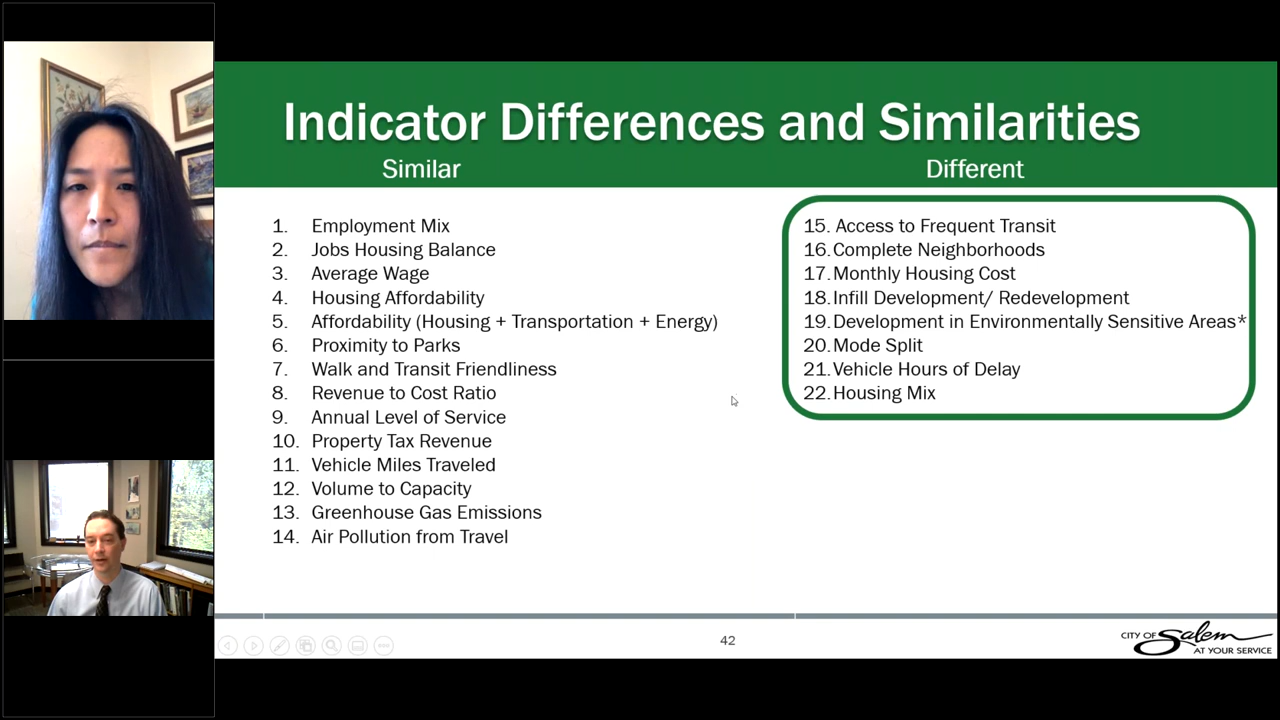 Indicator Differences and Similarities
Similar
Different
1. Employment Mix
2. Jobs Housing Balance
3. Average Wage
4. Housing Affordability
5. Affordability (Housing + Transportation + Energy)
6. Proximity to Parks
7. Walk and Transit Friendliness
8. Revenue to Cost Ratio
9. Annual Level of Service
10. Property Tax Revenue
11. Vehicle Miles Traveled
12. Volume to Capacity
13. Greenhouse Gas Emissions
14. Air Pollution from Travel
15. Access to Frequent Transit
16. Complete Neighborhoods
17. Monthly Housing Cost
18. Infill Development/ Redevelopment
19. Development in Environmentally Sensitive Areas*
20. Mode Split
21. Vehicle Hours of Delay
22. Housing Mix
42
CITY OF Salem
AT YOUR SERVICE